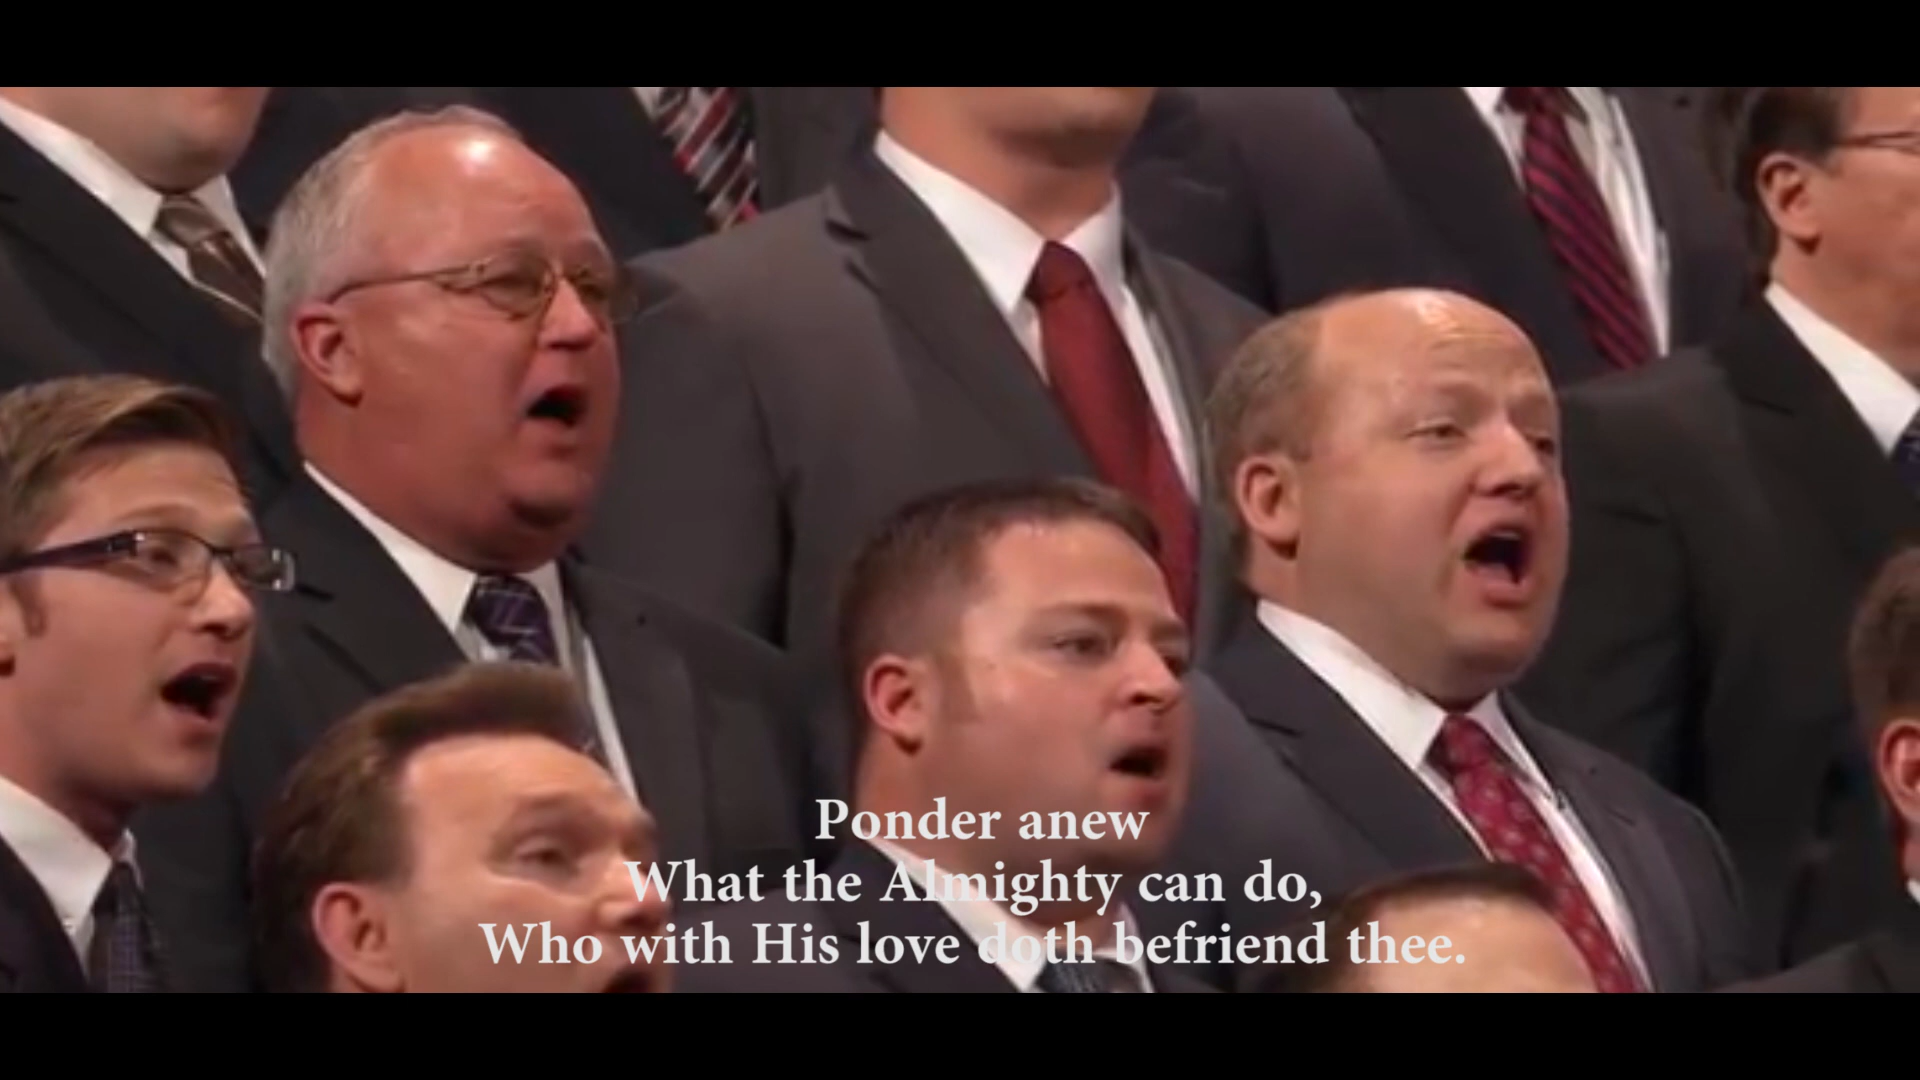 Ponder anew
What the Almighty can do,
Who with His love doth befriend thee.